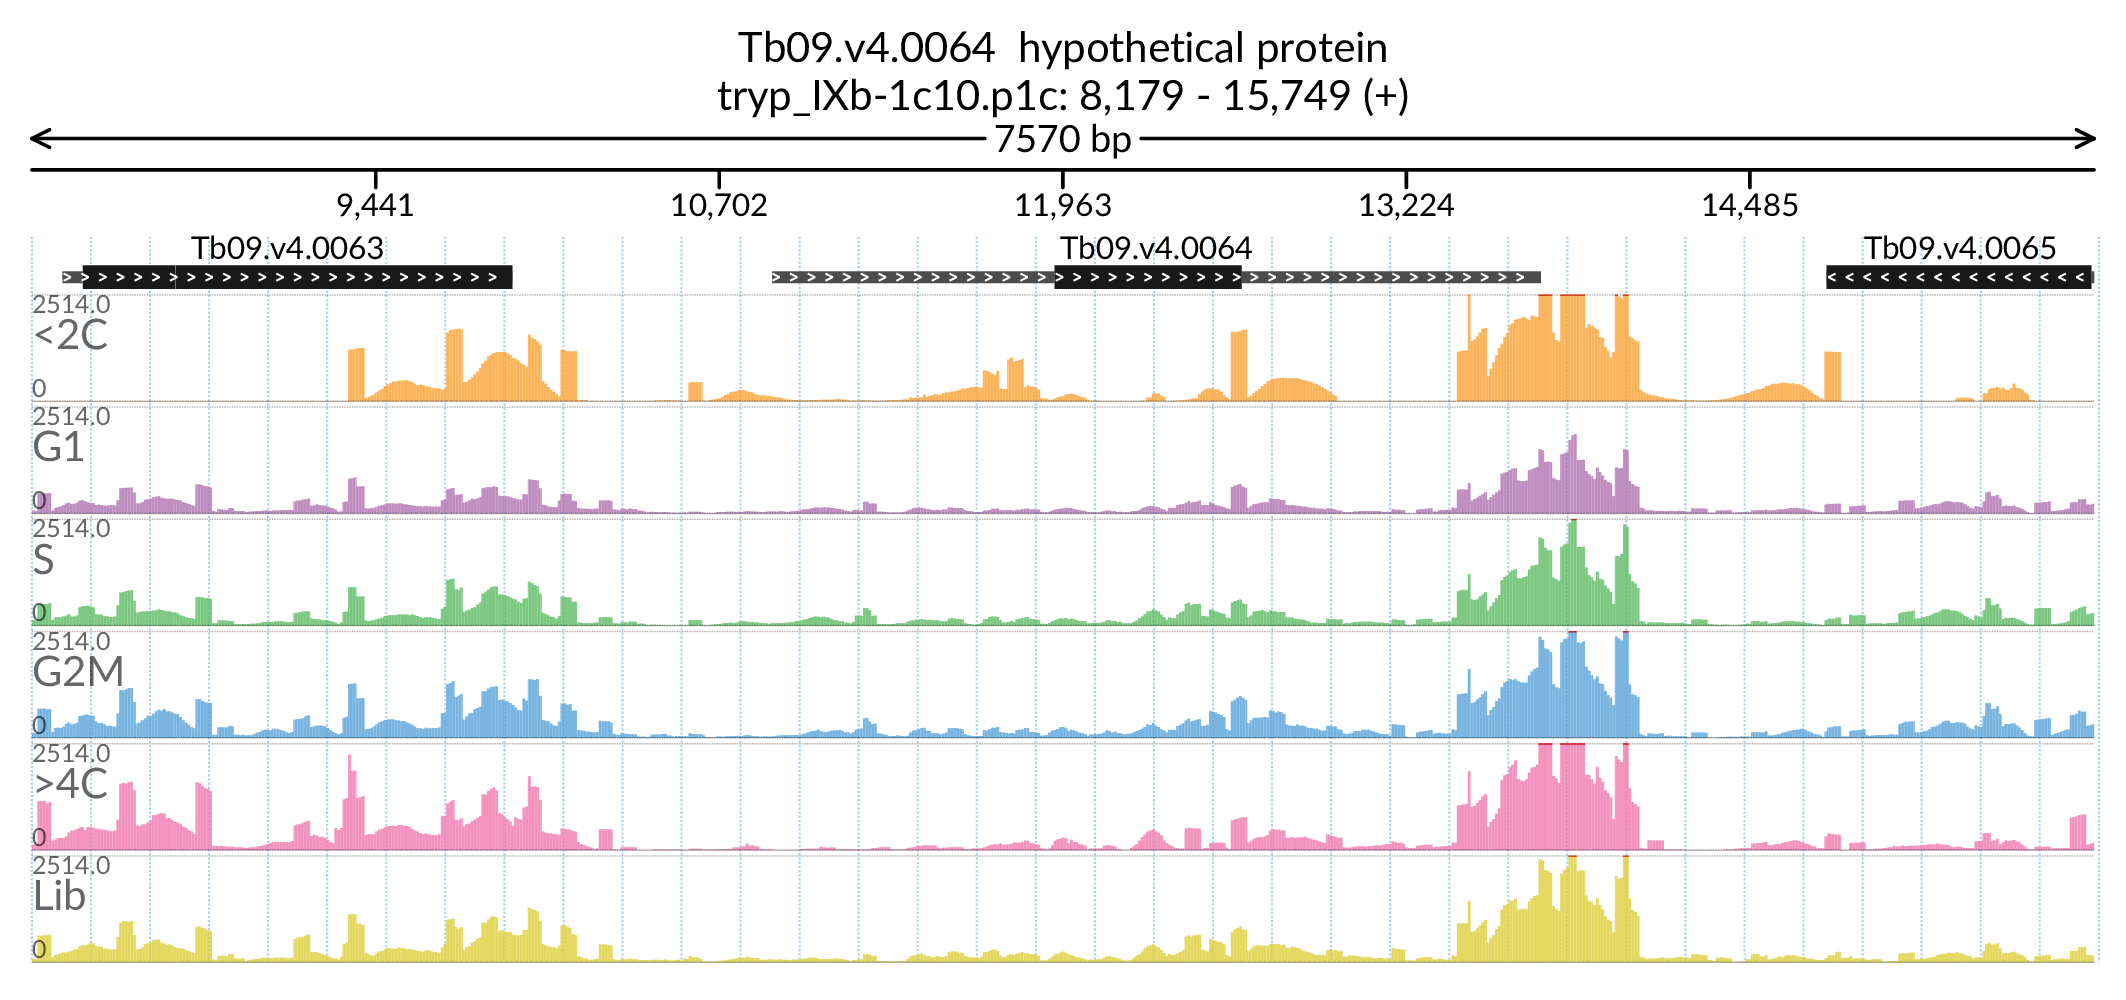 Tb09.v4.0064  hypothetical protein
tryp_IXb-1c10.p1c: 8,179 - 15,749 (+)
7570 bp
9,441 10,702 11,963 13,224 14,485
Tb09.v4.0063 Tb09.v4.0064 Tb09.v4.0065
2514.0
<2C
0
2514.0
G1
0
2514.0
S
0
2514.0
G2M
0
2514.0
>4C
0
2514.0
Lib
0